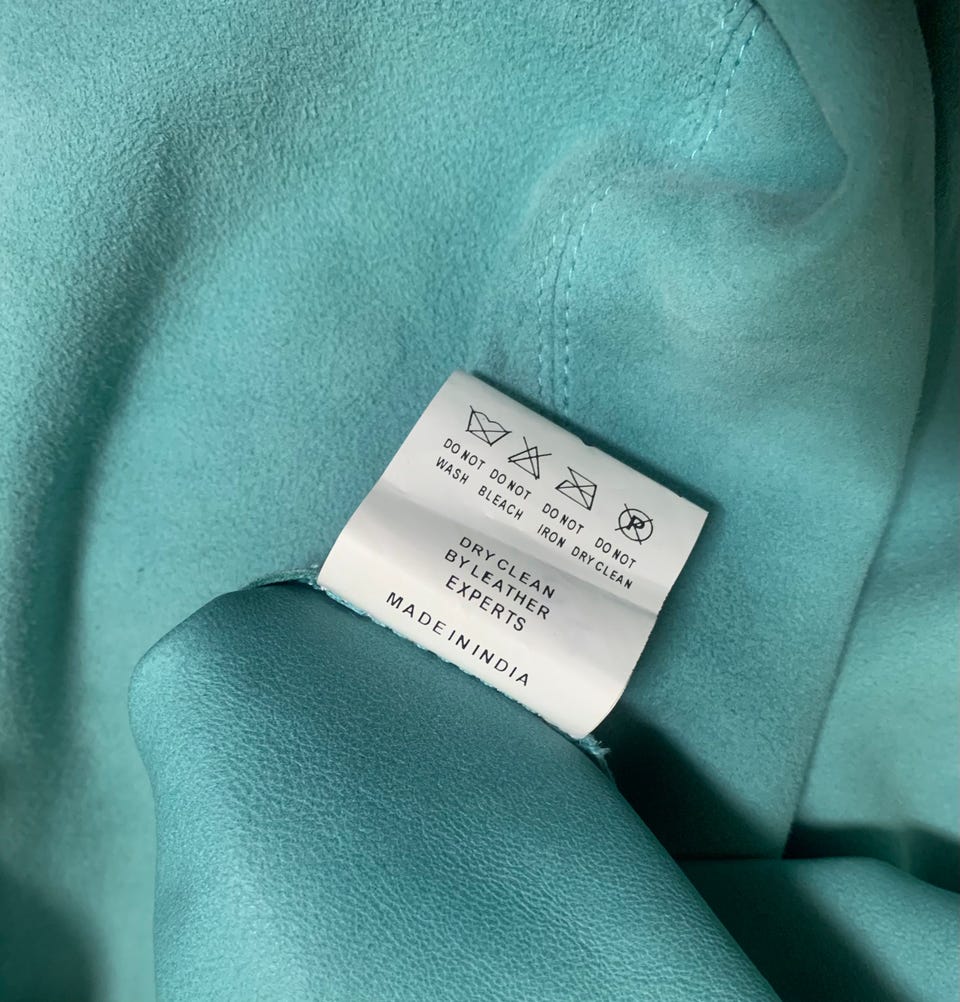 P
DO NOT DO NOT DO NOT DO NOT
WASH BLEACH IRON DRY CLEAN
DRY CLEAN
BY LEATHER
EXPERTS
MADE IN INDIA